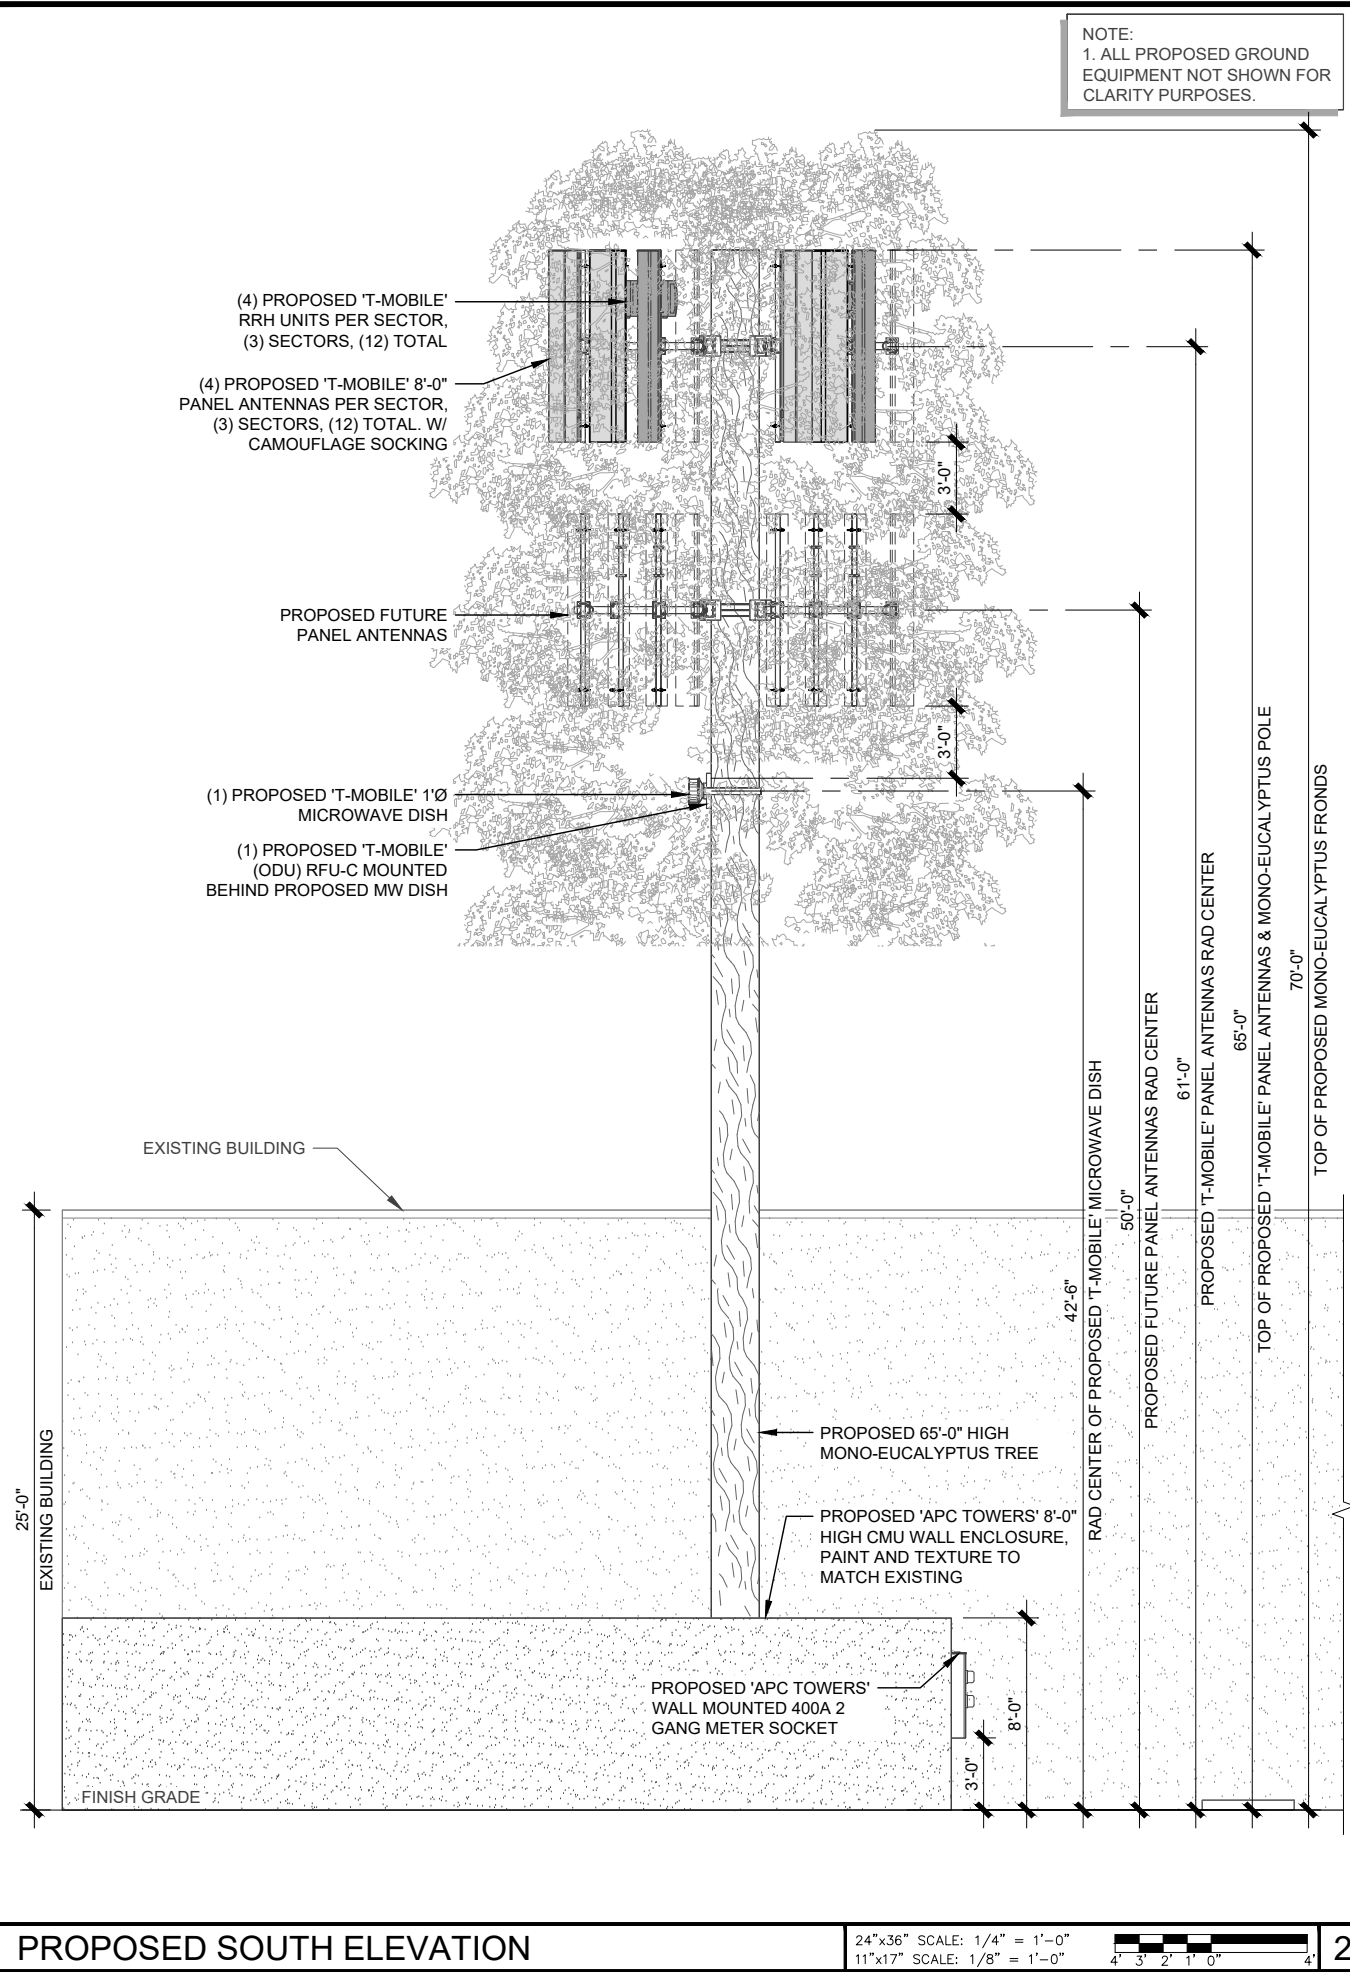 NOTE:
1. ALL PROPOSED GROUND
EQUIPMENT NOT SHOWN FOR
CLARITY PURPOSES.
(4) PROPOSED 'T-MOBILE'
RRH UNITS PER SECTOR,
(3) SECTORS, (12) TOTAL
(4) PROPOSED 'T-MOBILE' 8'-0"
PANEL ANTENNAS PER SECTOR,
(3) SECTORS, (12) TOTAL. W/
CAMOUFLAGE SOCKING
3'-0"
PROPOSED FUTURE
PANEL ANTENNAS
3'-0"
(1) PROPOSED 'T-MOBILE' 1'Ø
MICROWAVE DISH
(1) PROPOSED 'T-MOBILE'
(ODU) RFU-C MOUNTED
BEHIND PROPOSED MW DISH
42'-6"
RAD CENTER OF PROPOSED 'T-MOBILE' MICROWAVE DISH
50'-0"
PROPOSED FUTURE PANEL ANTENNAS RAD CENTER
61'-0"
PROPOSED 'T-MOBILE' PANEL ANTENNAS RAD CENTER
65'-0"
TOP OF PROPOSED 'T-MOBILE' PANEL ANTENNAS & MONO-EUCALYPTUS POLE
70'-0"
TOP OF PROPOSED MONO-EUCALYPTUS FRONDS
EXISTING BUILDING
25'-0"
EXISTING BUILDING
PROPOSED 65'-0" HIGH
MONO-EUCALYPTUS TREE
PROPOSED 'APC TOWERS' 8'-0"
HIGH CMU WALL ENCLOSURE,
PAINT AND TEXTURE TO
MATCH EXISTING
PROPOSED 'APC TOWERS'
WALL MOUNTED 400A 2
GANG METER SOCKET
8'-0"
3'-0"
FINISH GRADE
PROPOSED SOUTH ELEVATION
24"x36" SCALE: 1/4" = 1'-0"
11"x17" SCALE: 1/8" = 1'-0"
4' 3' 2' 1' 0" 4'
2